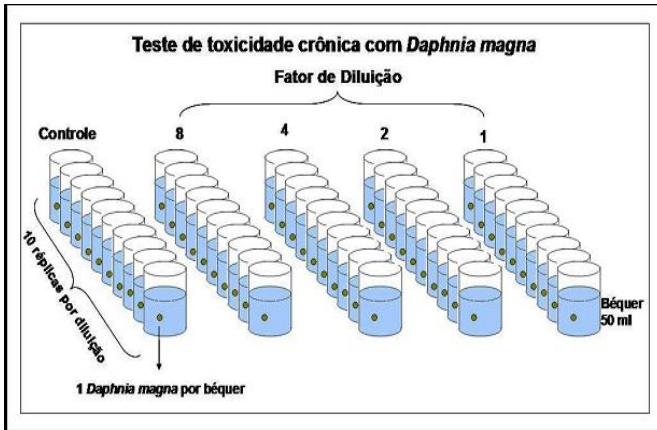 Teste de toxicidade crônica com Daphnia magna
Fator de Diluição
Controle 8 4 2 1
10 réplicas por diluição
Béquer
50 ml
1 Daphnia magna por béquer